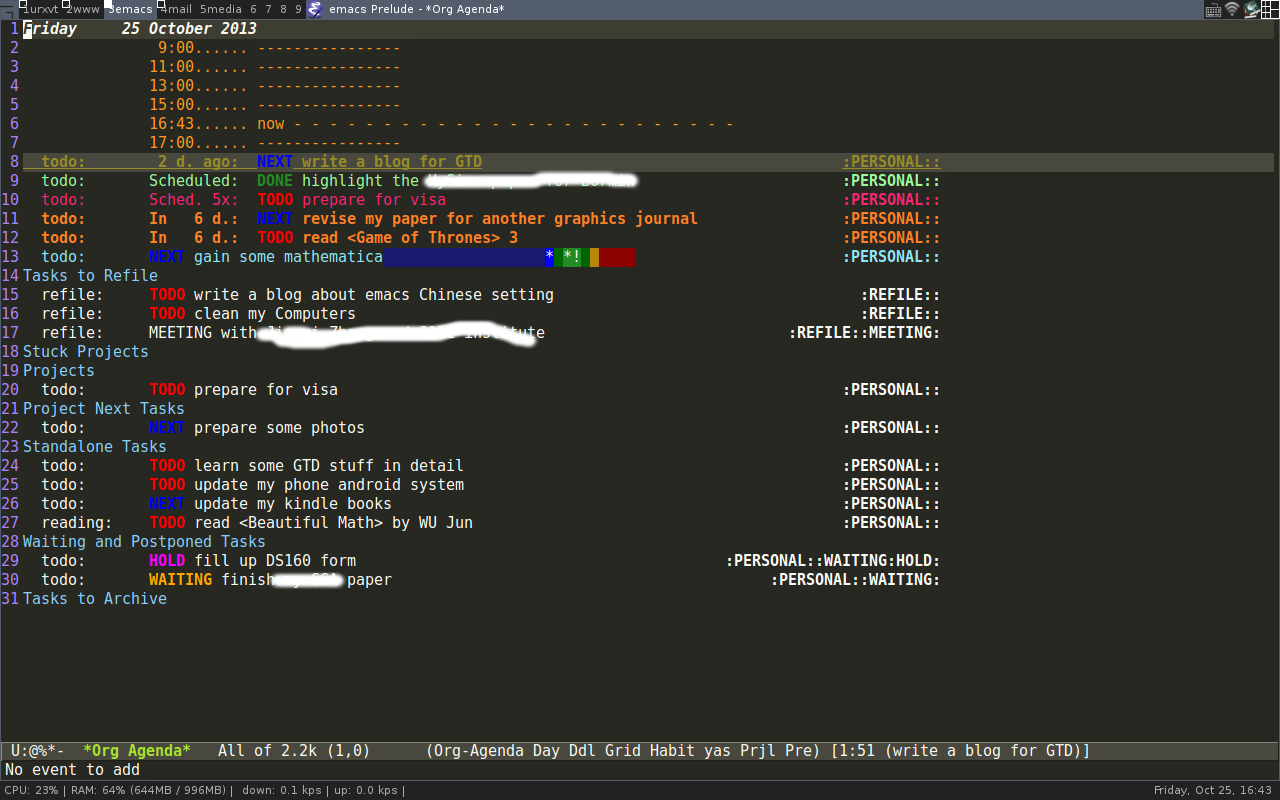 1urxvt 2www 3emacs 4mail 5media 6 7 8 9 emacs Prelude - *Org Agenda*
1 Friday 25 October 2013
2 9:00...... ----------------
3 11:00...... ----------------
4 13:00...... ----------------
5 15:00...... ----------------
6 16:43...... now - - - - - - - - - - - - - - - - - - - - - - - - -
7 17:00...... ----------------
8 todo: 2 d. ago: NEXT write a blog for GTD :PERSONAL::
9 todo: Scheduled: DONE highlight the :PERSONAL::
10 todo: Sched. 5x: TODO prepare for visa :PERSONAL::
11 todo: In 6 d.: NEXT revise my paper for another graphics journal :PERSONAL::
12 todo: In 6 d.: TODO read <Game of Thrones> 3 :PERSONAL::
13 todo: NEXT gain some mathematica * *! :PERSONAL::
14 Tasks to Refile
15 refile: TODO write a blog about emacs Chinese setting :REFILE::
16 refile: TODO clean my Computers :REFILE::
17 refile: MEETING with :REFILE::MEETING:
18 Stuck Projects
19 Projects
20 todo: TODO prepare for visa :PERSONAL::
21 Project Next Tasks
22 todo: NEXT prepare some photos :PERSONAL::
23 Standalone Tasks
24 todo: TODO learn some GTD stuff in detail :PERSONAL::
25 todo: TODO update my phone android system :PERSONAL::
26 todo: NEXT update my kindle books :PERSONAL::
27 reading: TODO read <Beautiful Math> by WU Jun :PERSONAL::
28 Waiting and Postponed Tasks
29 todo: HOLD fill up DS160 form :PERSONAL::WAITING:HOLD:
30 todo: WAITING finish paper :PERSONAL::WAITING:
31 Tasks to Archive
U:@%*- *Org Agenda* All of 2.2k (1,0) (Org-Agenda Day Ddl Grid Habit yas Prjl Pre) [1:51 (write a blog for GTD)]
No event to add
CPU: 23% | RAM: 64% (644MB / 996MB) | down: 0.1 kps | up: 0.0 kps | Friday, Oct 25, 16:43